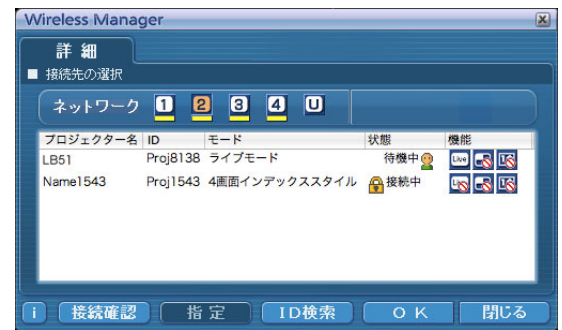 Wireless Manager
詳 細
■ 接続先の選択
ネットワーク 1 2 3 4 U
プロジェクター名 ID モード 状態 機能
LB51 Proj8138 ライブモード 待機中 Live
Name1543 Proj1543 4画面インデックススタイル 接続中
i 接続確認 指 定 ID検索 O K 閉じる